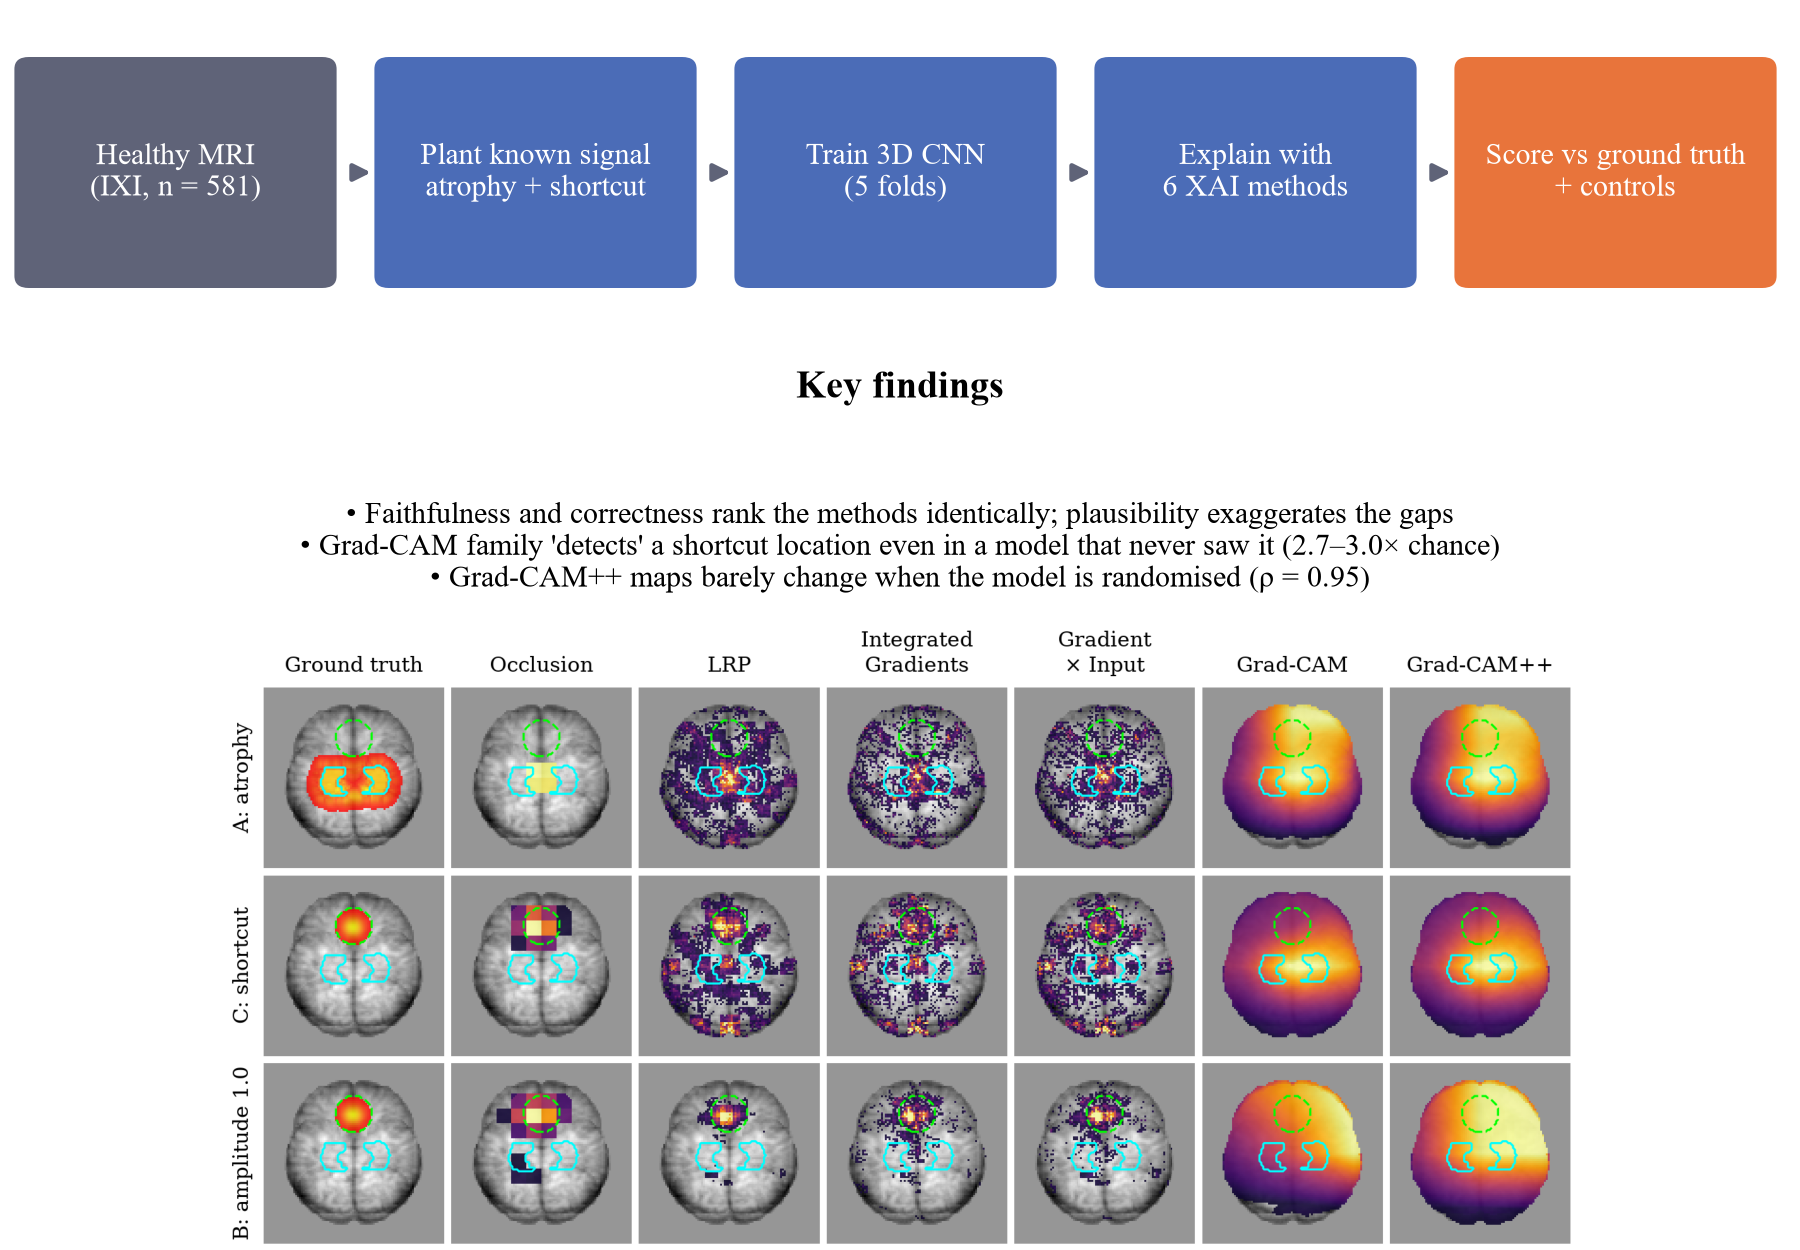 Healthy MRI
(IXI, n = 581)
Plant known signal
atrophy + shortcut
Train 3D CNN
(5 folds)
Explain with
6 XAI methods
Score vs ground truth
+ controls
Key findings
• Faithfulness and correctness rank the methods identically; plausibility exaggerates the gaps
• Grad-CAM family 'detects' a shortcut location even in a model that never saw it (2.7–3.0× chance)
• Grad-CAM++ maps barely change when the model is randomised (ρ = 0.95)
Ground truth
Occlusion
LRP
Integrated
Gradients
Gradient
× Input
Grad-CAM
Grad-CAM++
A: atrophy
C: shortcut
B: amplitude 1.0